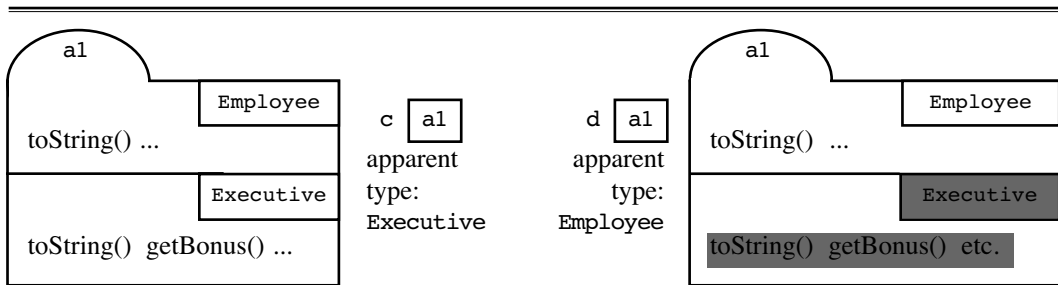 a1
Employee
toString() ...
Executive
toString() getBonus() ...
c a1
apparent
type:
Executive
d a1
apparent
type:
Employee
a1
Employee
toString() ...
Executive
toString() getBonus() etc.